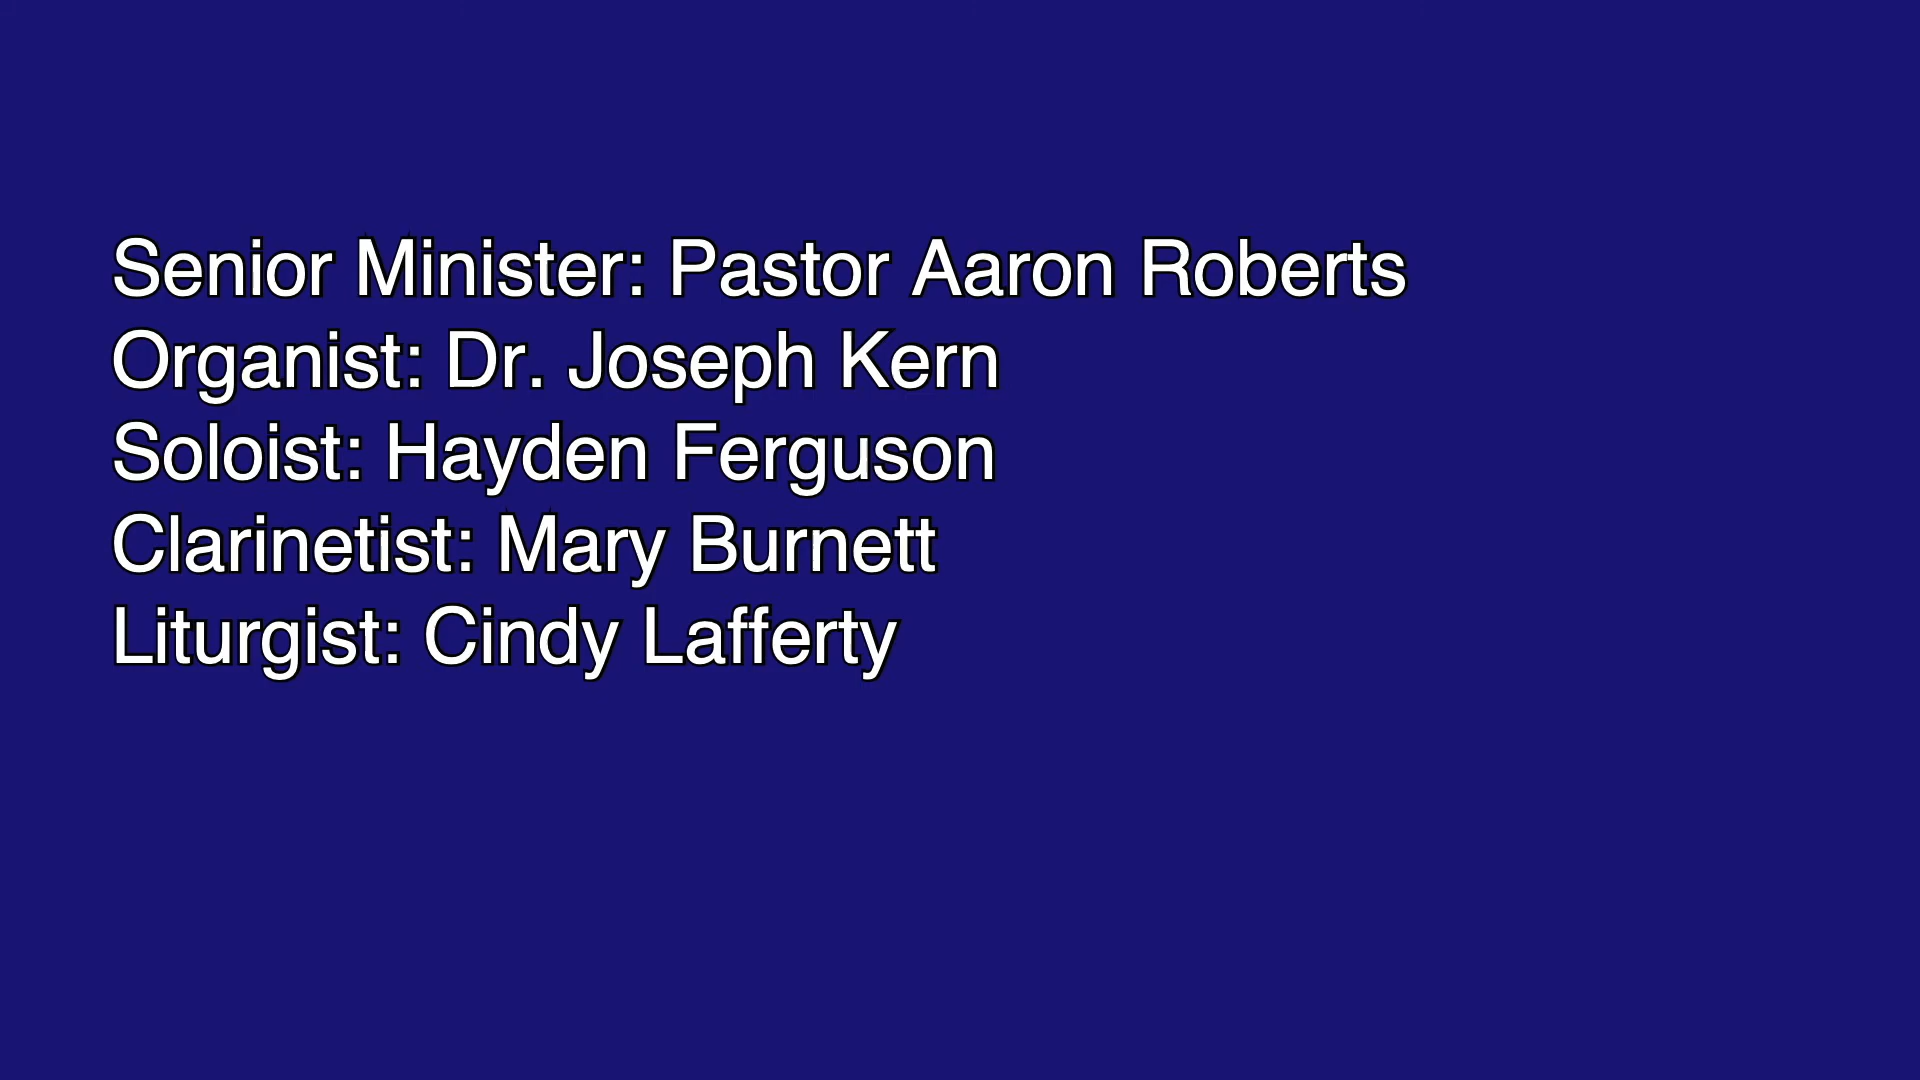 Senior Minister: Pastor Aaron Roberts
Organist: Dr. Joseph Kern
Soloist: Hayden Ferguson
Clarinetist: Mary Burnett
Liturgist: Cindy Lafferty